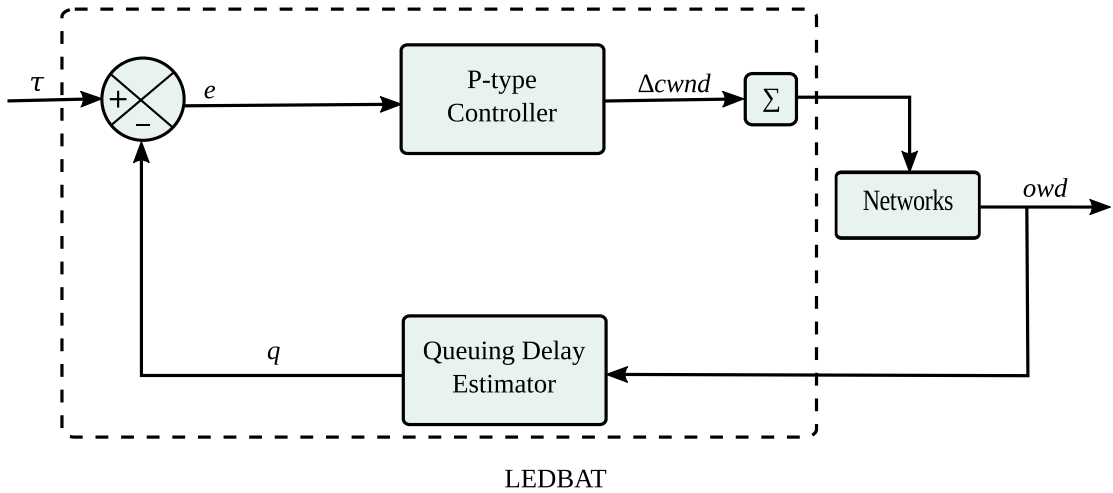 τ
e
+
−
P-type
Controller
Δcwnd
∑
Networks
owd
q
Queuing Delay
Estimator
LEDBAT